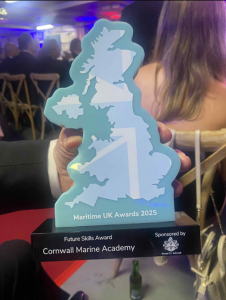 Maritime UK Awards 2025
Future Skills Award
Cornwall Marine Academy
Sponsored by